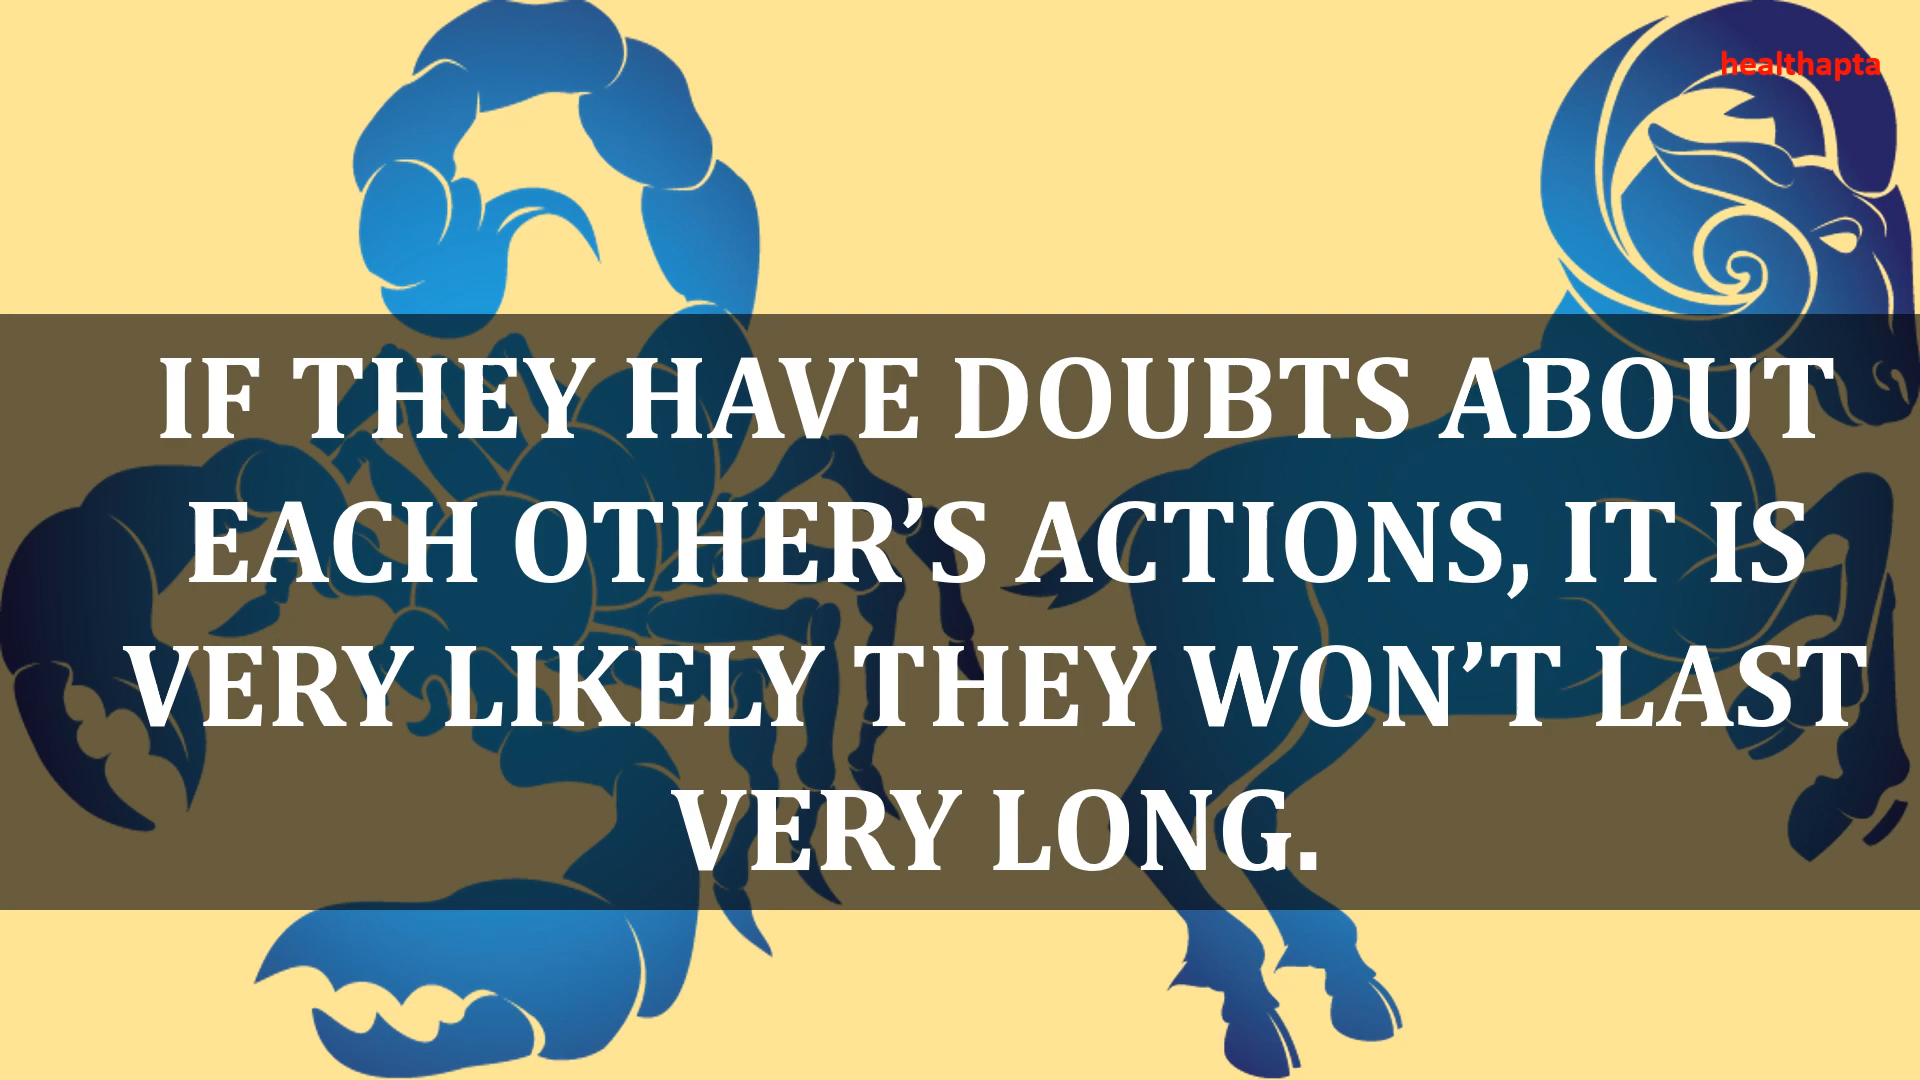 healthapta
IF THEY HAVE DOUBTS ABOUT
EACH OTHER’S ACTIONS, IT IS
VERY LIKELY THEY WON’T LAST
VERY LONG.